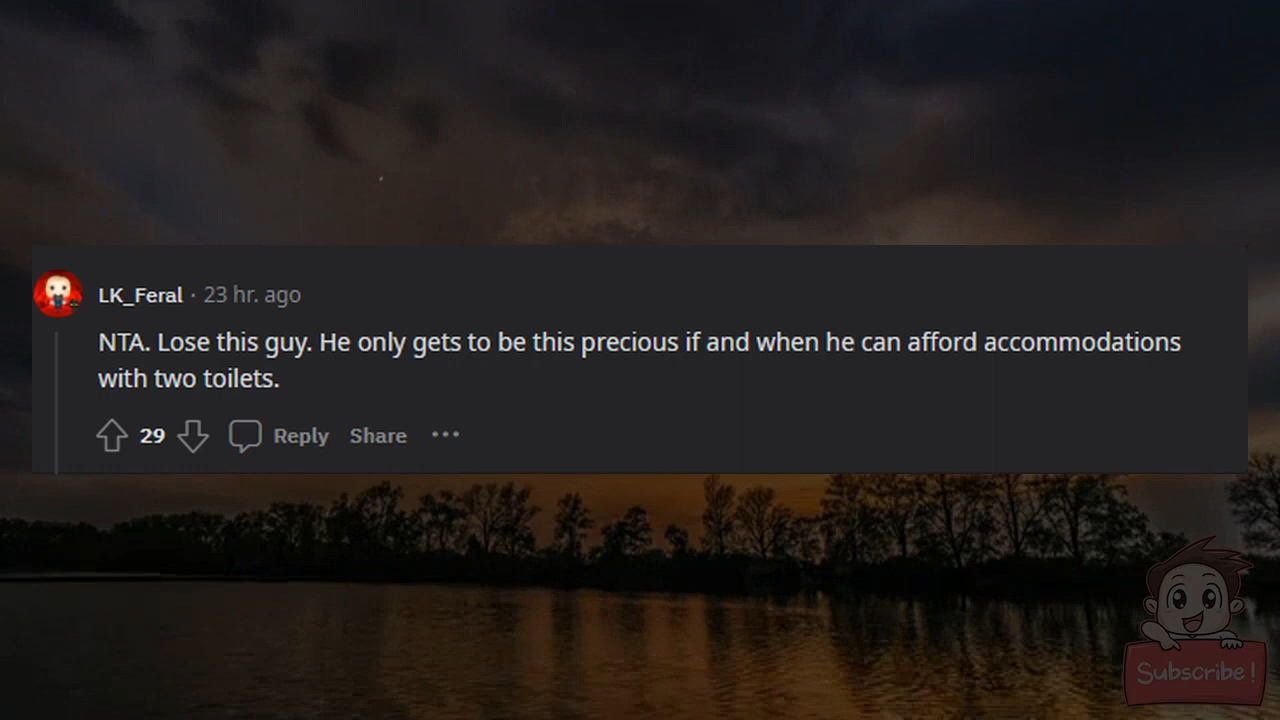 LK_Feral · 23 hr. ago
NTA. Lose this guy. He only gets to be this precious if and when he can afford accommodations
with two toilets.
29 Reply Share ···
Subscribe!